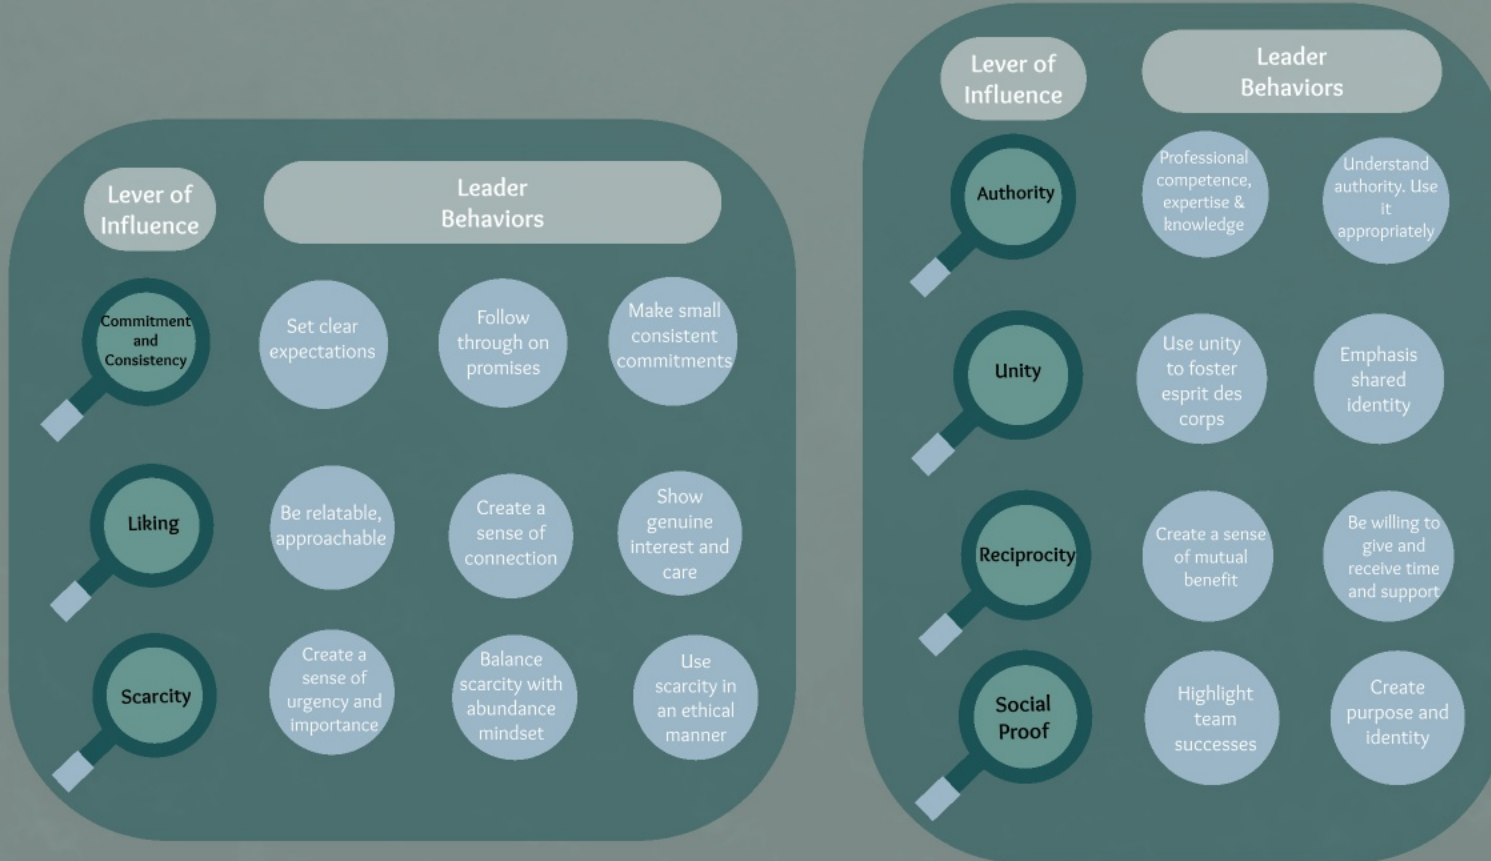 Lever of
Influence
Leader
Behaviors
Commitment
and
Consistency
Set clear
expectations
Follow
through on
promises
Make small
consistent
commitments
Liking
Be relatable,
approachable
Create a
sense of
connection
Show
genuine
interest and
care
Scarcity
Create a
sense of
urgency and
importance
Balance
scarcity with
abundance
mindset
Use
scarcity in
an ethical
manner
Lever of
Influence
Leader
Behaviors
Authority
Professional
competence,
expertise &
knowledge
Understand
authority. Use
it
appropriately
Unity
Use unity
to foster
esprit des
corps
Emphasis
shared
identity
Reciprocity
Create a sense
of mutual
benefit
Be willing to
give and
receive time
and support
Social
Proof
Highlight
team
successes
Create
purpose and
identity